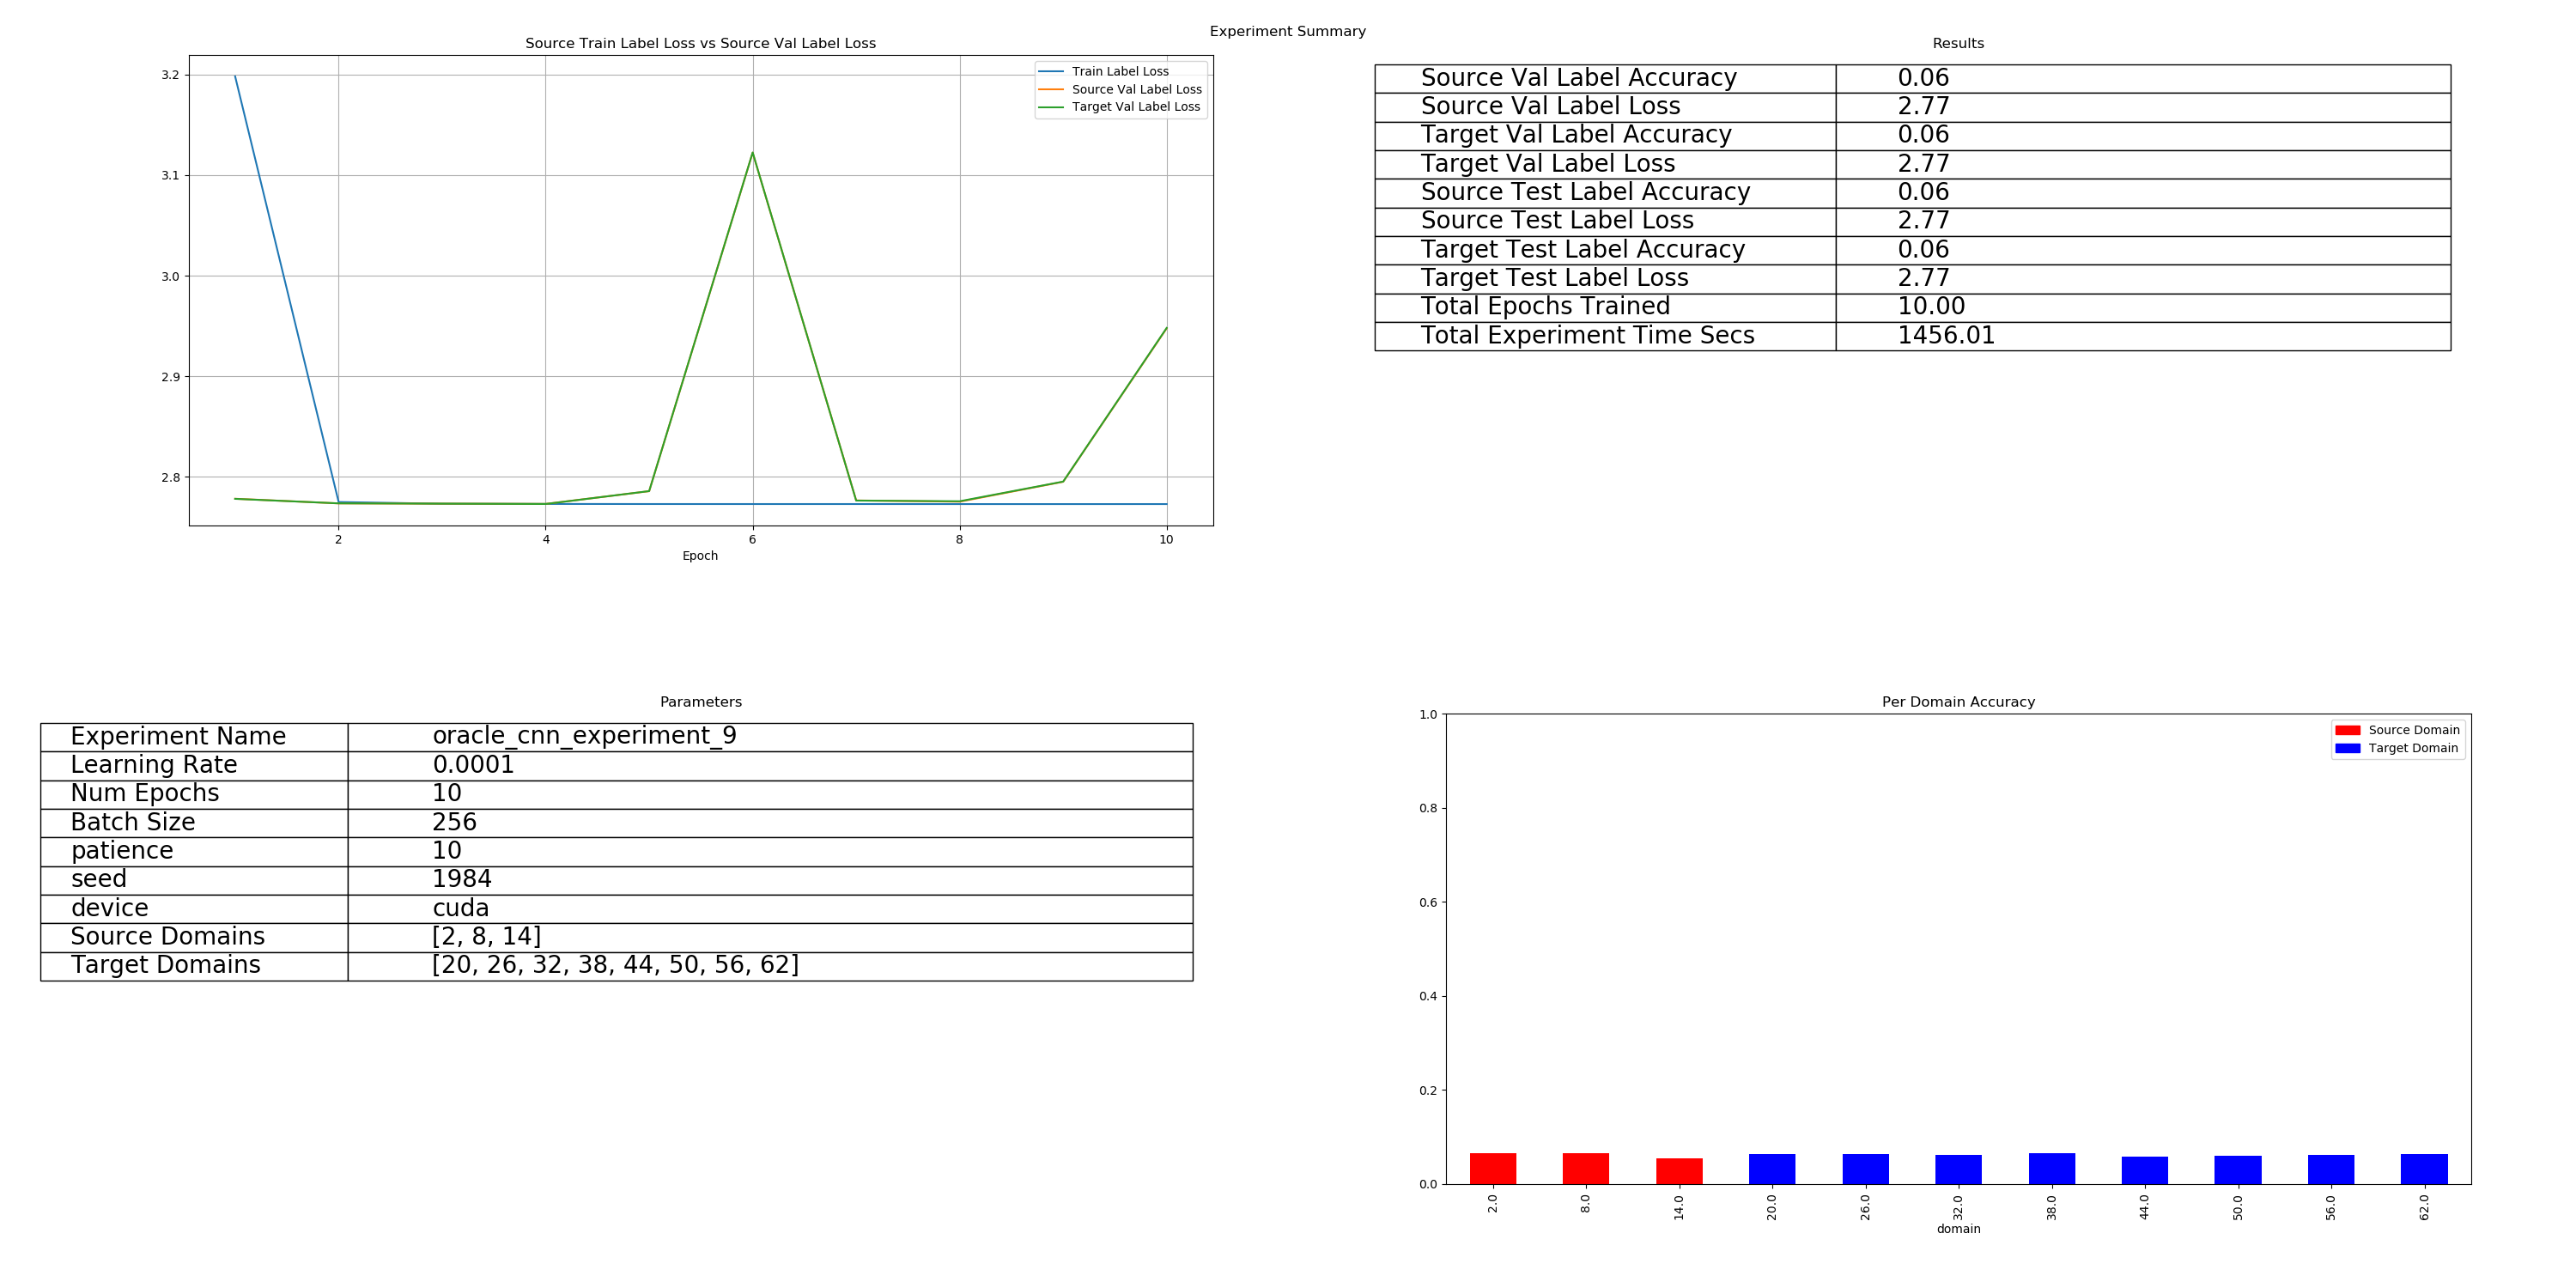 Experiment Summary
Source Train Label Loss vs Source Val Label Loss
3.2
3.1
3.0
2.9
2.8
2 4 6 8 10
Epoch
Train Label Loss
Source Val Label Loss
Target Val Label Loss
Results
Source Val Label Accuracy 0.06
Source Val Label Loss 2.77
Target Val Label Accuracy 0.06
Target Val Label Loss 2.77
Source Test Label Accuracy 0.06
Source Test Label Loss 2.77
Target Test Label Accuracy 0.06
Target Test Label Loss 2.77
Total Epochs Trained 10.00
Total Experiment Time Secs 1456.01
Parameters
Experiment Name oracle_cnn_experiment_9
Learning Rate 0.0001
Num Epochs 10
Batch Size 256
patience 10
seed 1984
device cuda
Source Domains [2, 8, 14]
Target Domains [20, 26, 32, 38, 44, 50, 56, 62]
Per Domain Accuracy
1.0
0.8
0.6
0.4
0.2
0.0
Source Domain
Target Domain
2.0 8.0 14.0 20.0 26.0 32.0 38.0 44.0 50.0 56.0 62.0
domain